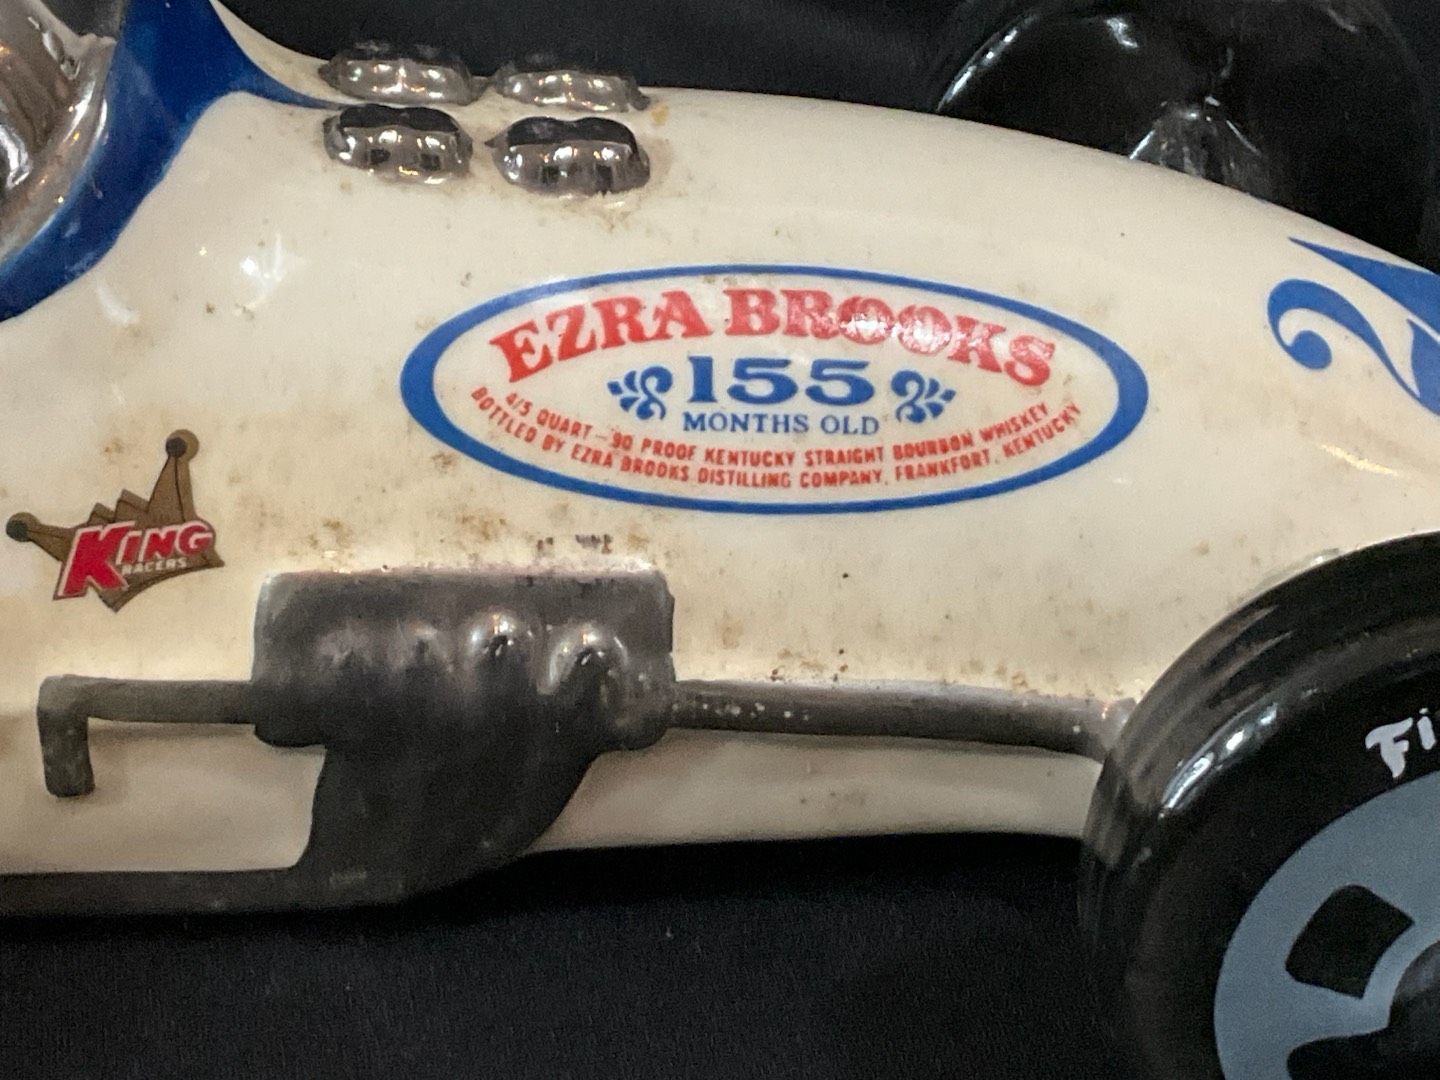 EZRA BROOKS
155
MONTHS OLD
4/5 QUART - 90 PROOF KENTUCKY STRAIGHT BOURBON WHISKEY
BOTTLED BY EZRA BROOKS DISTILLING COMPANY, FRANKFORT, KENTUCKY
KING
RACERS
Fi